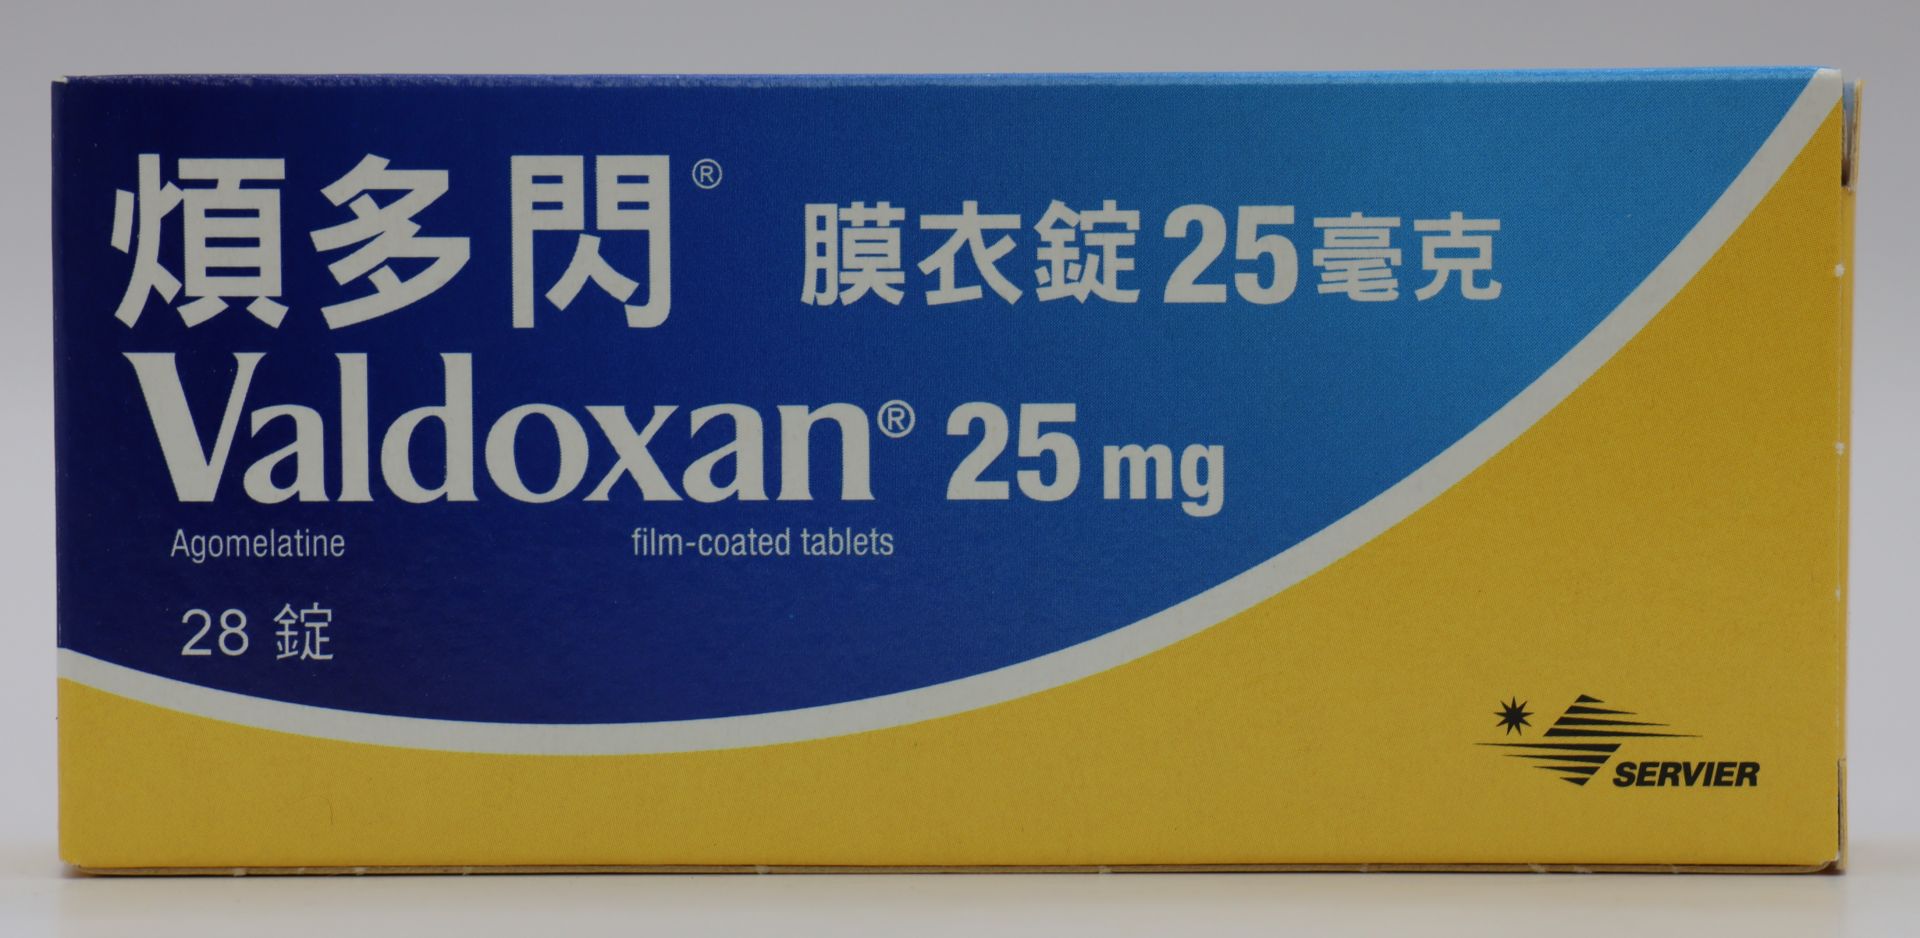 煩多閃® 膜衣錠25毫克
Valdoxan® 25 mg
Agomelatine film-coated tablets
28 錠
SERVIER